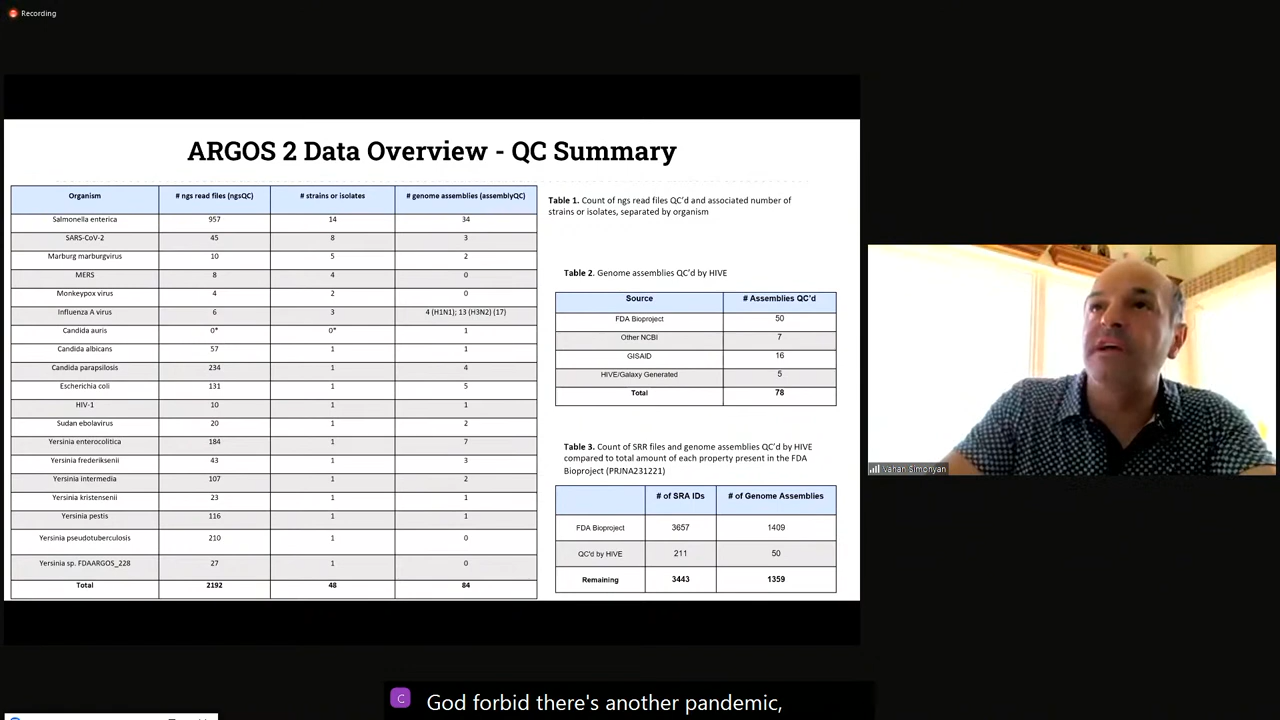 Recording
ARGOS 2 Data Overview - QC Summary
Organism # ngs read files (ngsQC) # strains or isolates # genome assemblies (assemblyQC)
Salmonella enterica 957 14 34
SARS-CoV-2 45 8 3
Marburg marburgvirus 10 5 2
MERS 8 4 0
Monkeypox virus 4 2 0
Influenza A virus 6 3 4 (H1N1); 13 (H3N2) (17)
Candida auris 0* 0* 1
Candida albicans 57 1 1
Candida parapsilosis 234 1 4
Escherichia coli 131 1 5
HIV-1 10 1 1
Sudan ebolavirus 20 1 2
Yersinia enterocolitica 184 1 7
Yersinia frederiksenii 43 1 3
Yersinia intermedia 107 1 2
Yersinia kristensenii 23 1 1
Yersinia pestis 116 1 1
Yersinia pseudotuberculosis 210 1 0
Yersinia sp. FDAARGOS_228 27 1 0
Total 2192 48 84
Table 1. Count of ngs read files QC'd and associated number of
strains or isolates, separated by organism
Table 2. Genome assemblies QC'd by HIVE
Source # Assemblies QC'd
FDA Bioproject 50
Other NCBI 7
GISAID 16
HIVE/Galaxy Generated 5
Total 78
Table 3. Count of SRR files and genome assemblies QC'd by HIVE
compared to total amount of each property present in the FDA
Bioproject (PRJNA231221)
# of SRA IDs # of Genome Assemblies
FDA Bioproject 3657 1409
QC'd by HIVE 211 50
Remaining 3443 1359
Vahan Simonyan
C God forbid there's another pandemic,